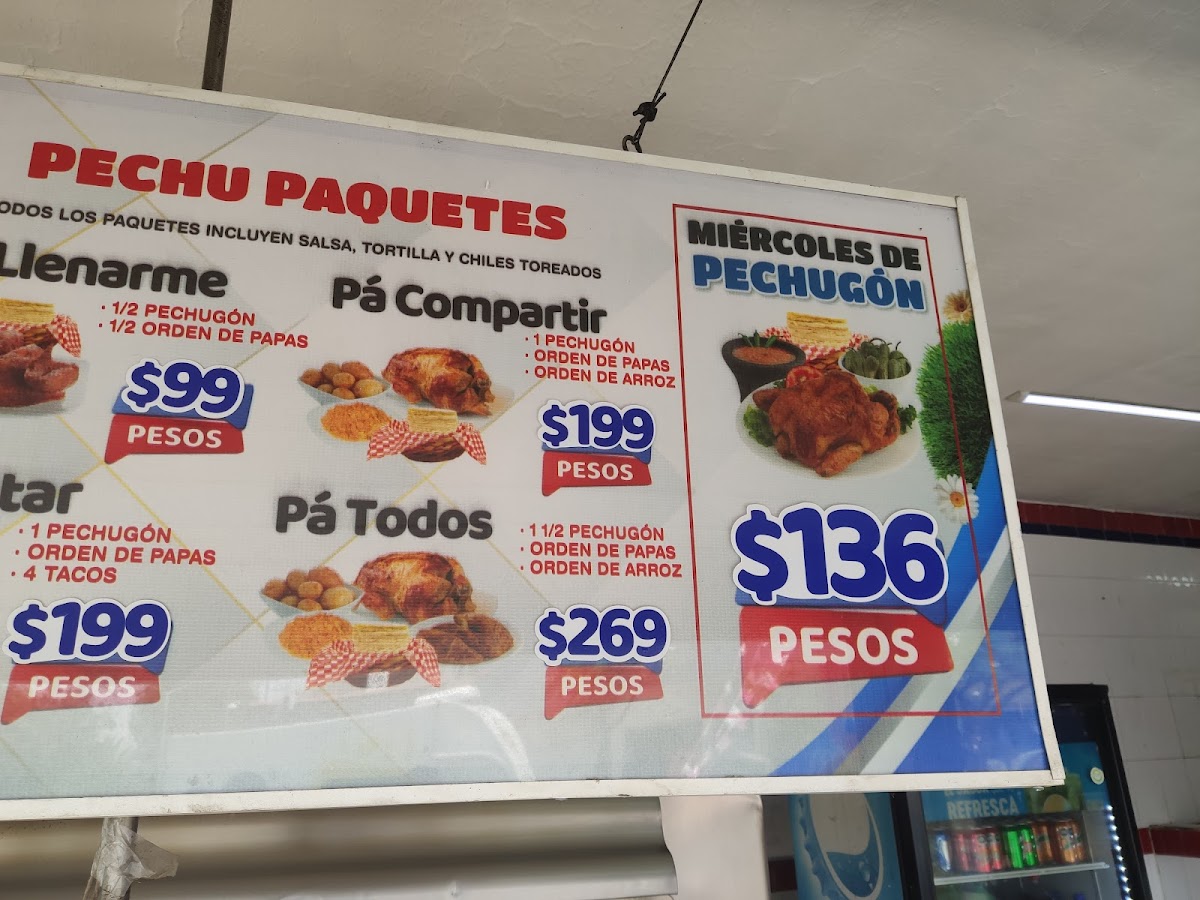 PECHU PAQUETES
ODOS LOS PAQUETES INCLUYEN SALSA, TORTILLA Y CHILES TOREADOS
Llenarme
· 1/2 PECHUGÓN
· 1/2 ORDEN DE PAPAS
$99
PESOS
Pá Compartir
· 1 PECHUGÓN
· ORDEN DE PAPAS
· ORDEN DE ARROZ
$199
PESOS
tar
· 1 PECHUGÓN
· ORDEN DE PAPAS
· 4 TACOS
$199
PESOS
Pá Todos
· 1 1/2 PECHUGÓN
· ORDEN DE PAPAS
· ORDEN DE ARROZ
$269
PESOS
MIÉRCOLES DE
PECHUGÓN
$136
PESOS
REFRESCA